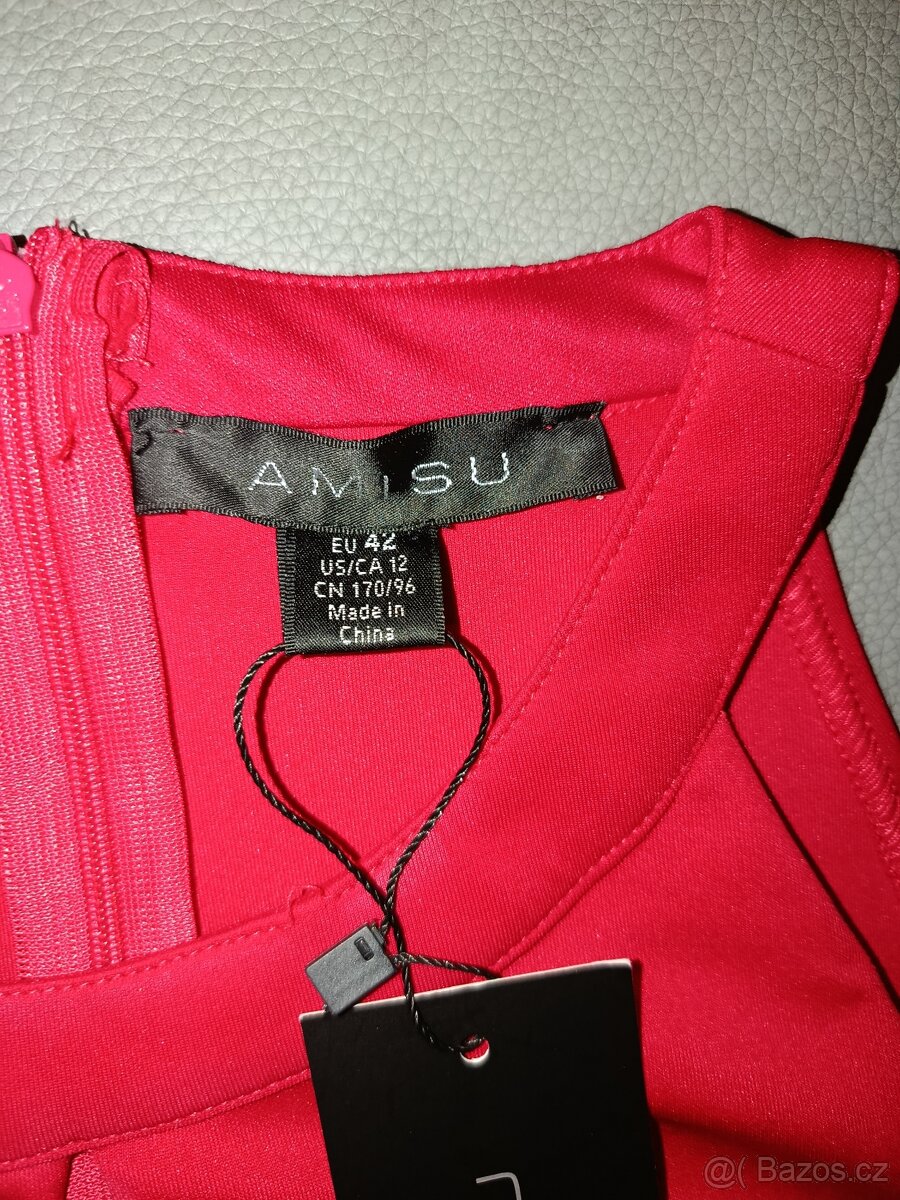 AMISU
EU 42
US/CA 12
CN 170/96
Made in
China
@( Bazos.cz